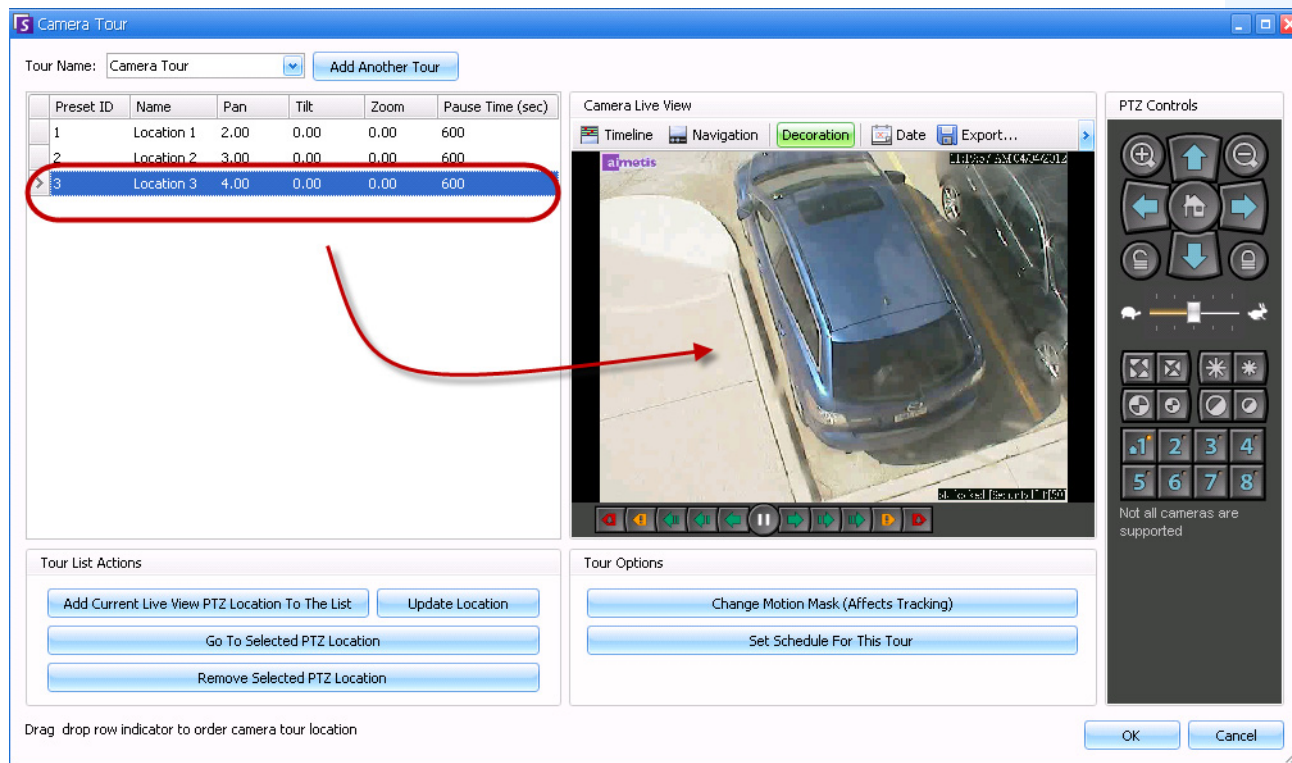 Camera Tour
Tour Name: Camera Tour Add Another Tour
Preset ID Name Pan Tilt Zoom Pause Time (sec)
1 Location 1 2.00 0.00 0.00 600
2 Location 2 3.00 0.00 0.00 600
3 Location 3 4.00 0.00 0.00 600
Camera Live View
Timeline Navigation Decoration Date Export...
aimetis
AM 04/04/2012
PTZ Controls
1 2 3 4
5 6 7 8
Not all cameras are
supported
Tour List Actions
Add Current Live View PTZ Location To The List Update Location
Go To Selected PTZ Location
Remove Selected PTZ Location
Tour Options
Change Motion Mask (Affects Tracking)
Set Schedule For This Tour
Drag drop row indicator to order camera tour location
OK Cancel